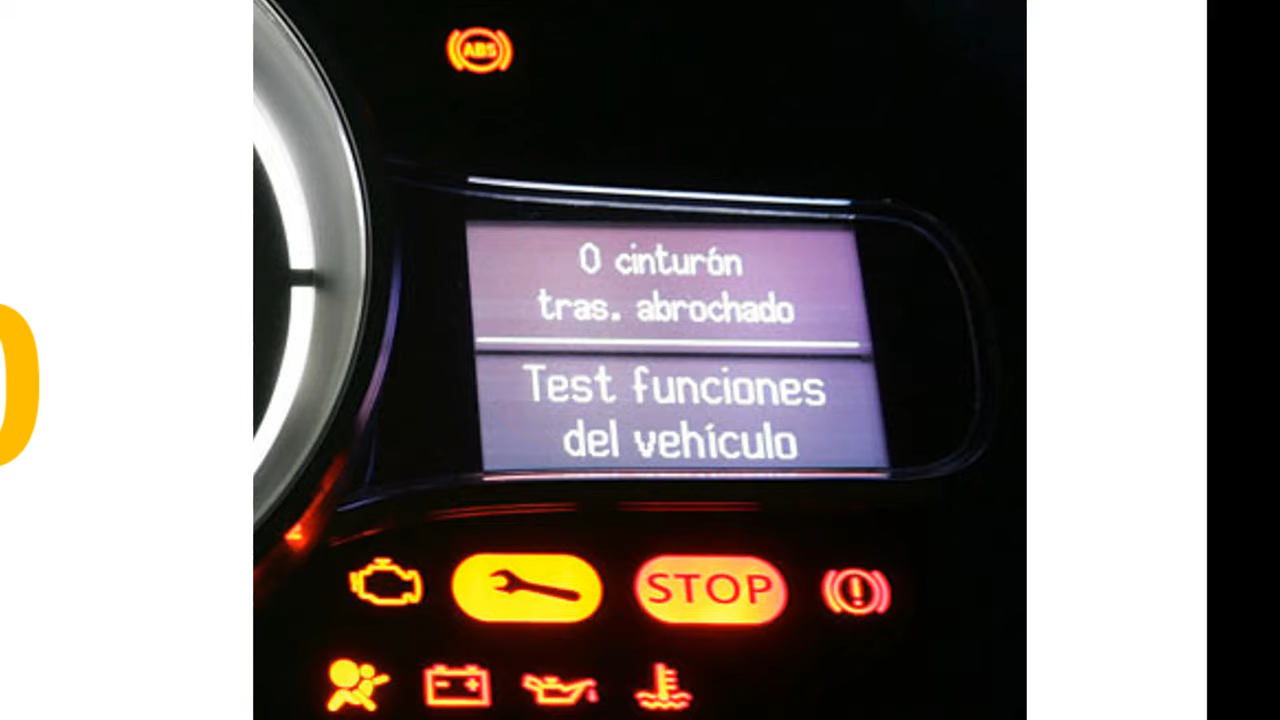 ABS
0 cinturón
tras. abrochado
Test funciones
del vehículo
STOP